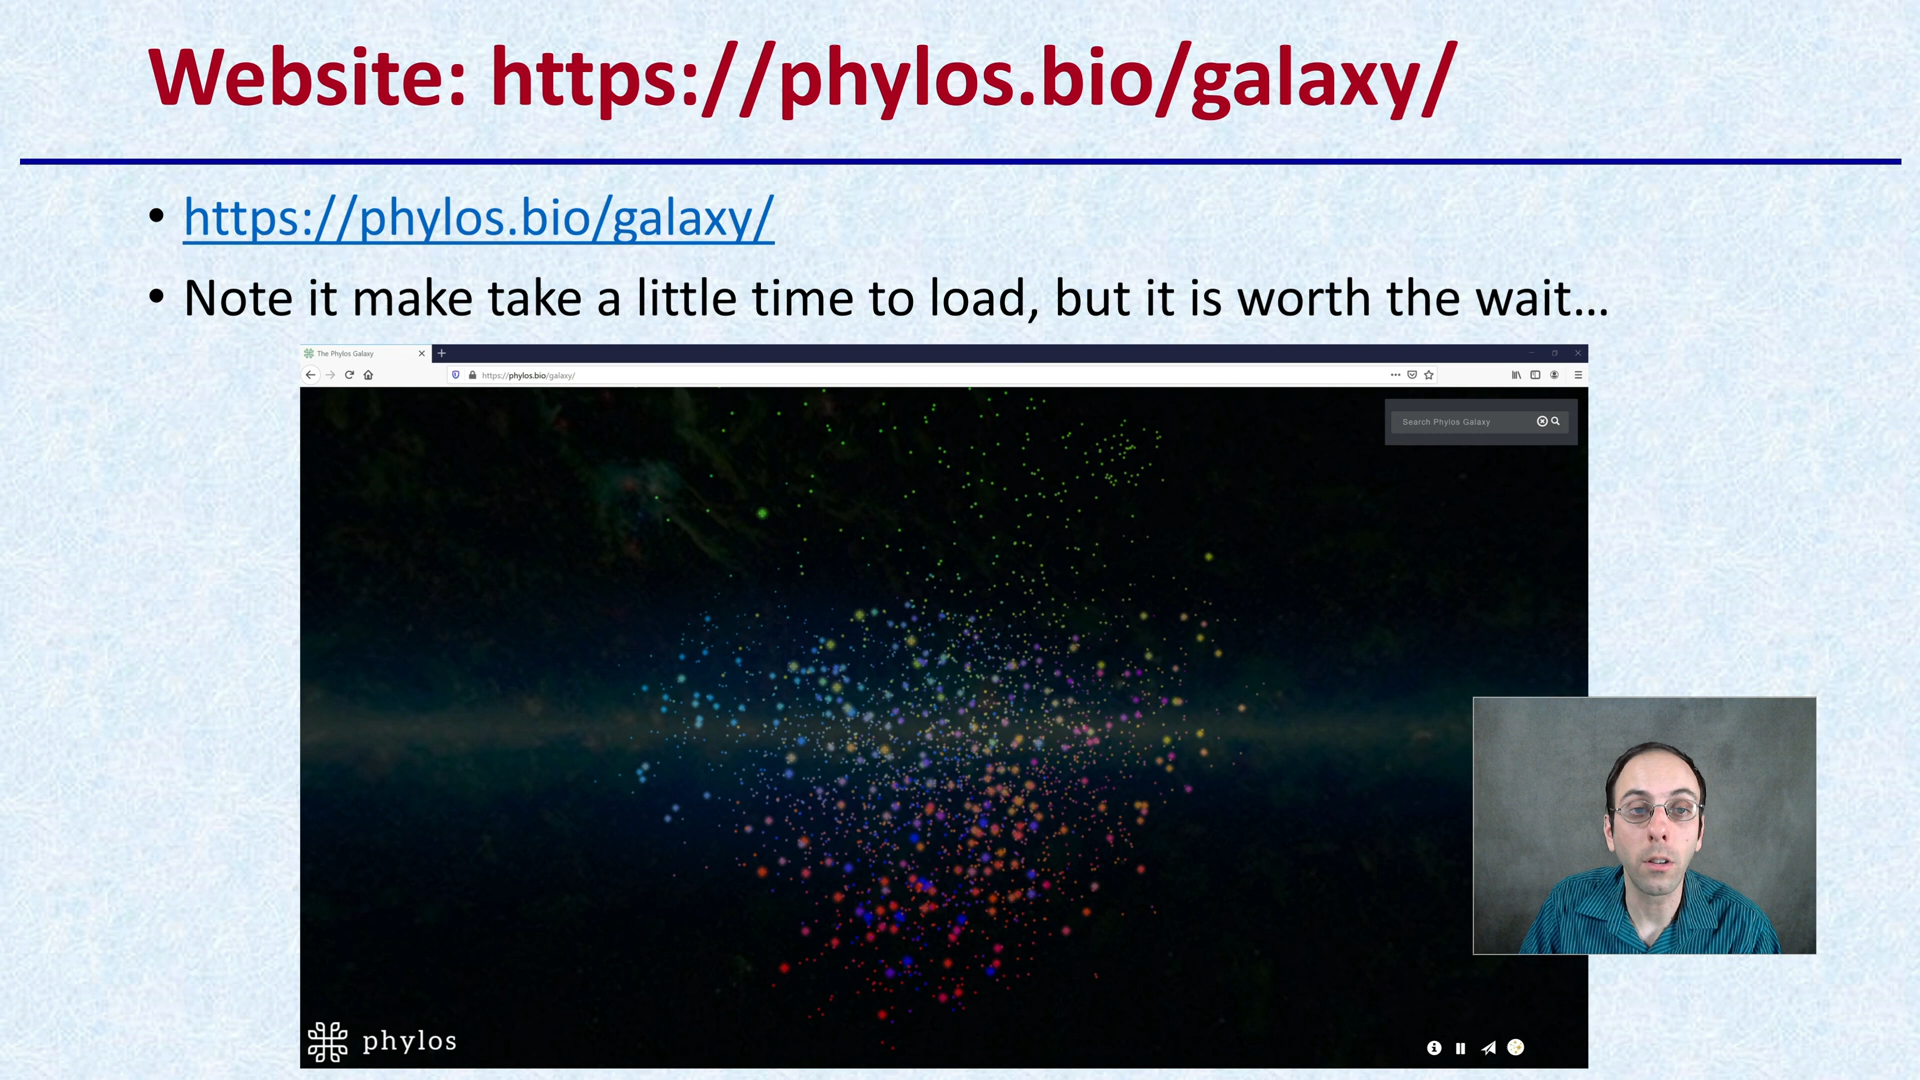 Website: https://phylos.bio/galaxy/
• https://phylos.bio/galaxy/
• Note it make take a little time to load, but it is worth the wait…
The Phylos Galaxy
https://phylos.bio/galaxy/
Search Phylos Galaxy
phylos